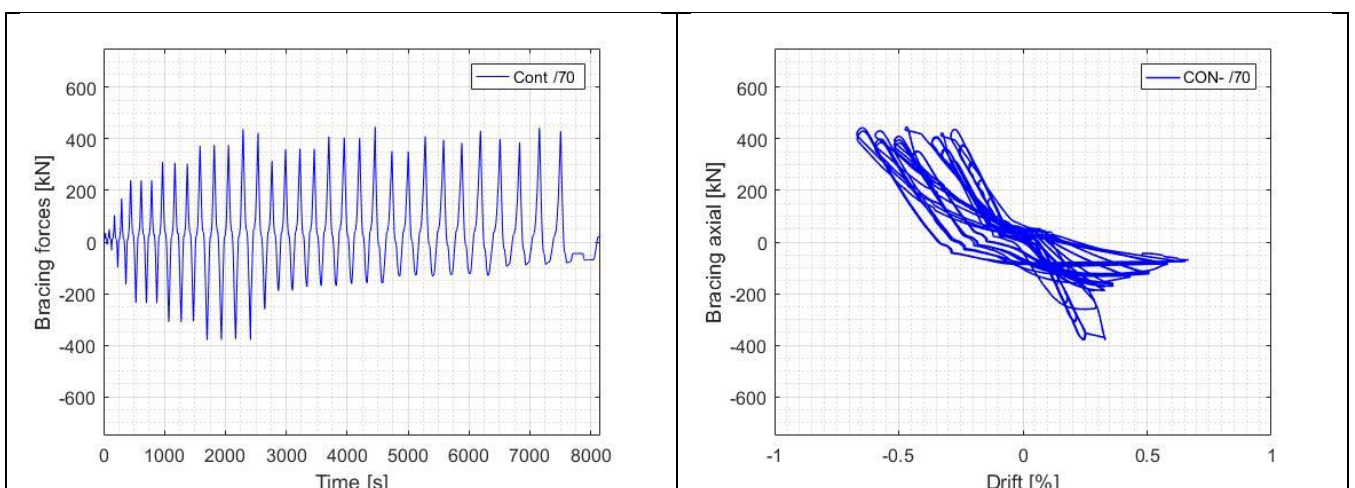 Cont /70
600
400
200
0
-200
-400
-600
Bracing forces [kN]
0 1000 2000 3000 4000 5000 6000 7000 8000
Time [s]
CON- /70
600
400
200
0
-200
-400
-600
Bracing axial [kN]
-1 -0.5 0 0.5 1
Drift [%]